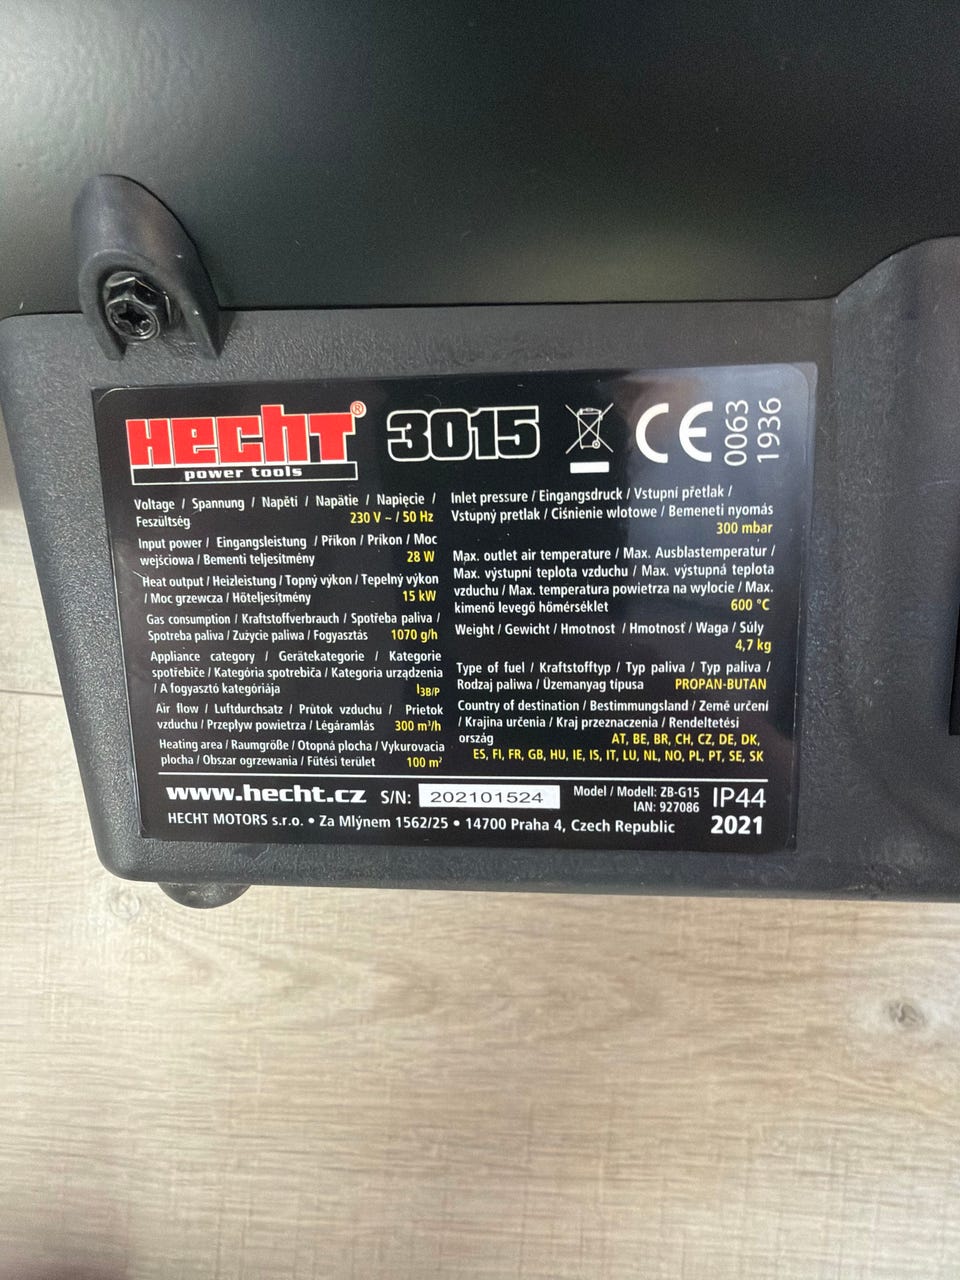 HECHT®
power tools
3015
0063
1936
Voltage / Spannung / Napětí / Napätie / Napięcie /
Feszültség
230 V ~ / 50 Hz
Input power / Eingangsleistung / Příkon / Príkon / Moc
wejściowa / Bementi teljesítmény 28 W
Heat output / Heizleistung / Topný výkon / Tepelný výkon
/ Moc grzewcza / Hőteljesítmény 15 kW
Gas consumption / Kraftstoffverbrauch / Spotřeba paliva /
Spotreba paliva / Zużycie paliwa / Fogyasztás 1070 g/h
Appliance category / Gerätekategorie / Kategorie
spotřebiče / Kategória spotrebiča / Kategoria urządzenia
/ A fogyasztó kategóriája I3B/P
Air flow / Luftdurchsatz / Průtok vzduchu / Prietok
vzduchu / Przepływ powietrza / Légáramlás 300 m³/h
Heating area / Raumgröße / Otopná plocha / Vykurovacia
plocha / Obszar ogrzewania / Fűtési terület 100 m²
Inlet pressure / Eingangsdruck / Vstupní přetlak /
Vstupný pretlak / Ciśnienie wlotowe / Bemeneti nyomás
300 mbar
Max. outlet air temperature / Max. Ausblastemperatur /
Max. výstupní teplota vzduchu / Max. výstupná teplota
vzduchu / Max. temperatura powietrza na wylocie / Max.
kimenő levegő hőmérséklet 600 °C
Weight / Gewicht / Hmotnost / Hmotnosť / Waga / Súly
4,7 kg
Type of fuel / Kraftstofftyp / Typ paliva / Typ paliva /
Rodzaj paliwa / Üzemanyag típusa PROPAN-BUTAN
Country of destination / Bestimmungsland / Země určení
/ Krajina určenia / Kraj przeznaczenia / Rendeltetési
ország AT, BE, BR, CH, CZ, DE, DK,
ES, FI, FR, GB, HU, IE, IS, IT, LU, NL, NO, PL, PT, SE, SK
www.hecht.cz S/N: 202101524
Model / Modell: ZB-G15
IAN: 927086
IP44
HECHT MOTORS s.r.o. • Za Mlýnem 1562/25 • 14700 Praha 4, Czech Republic
2021